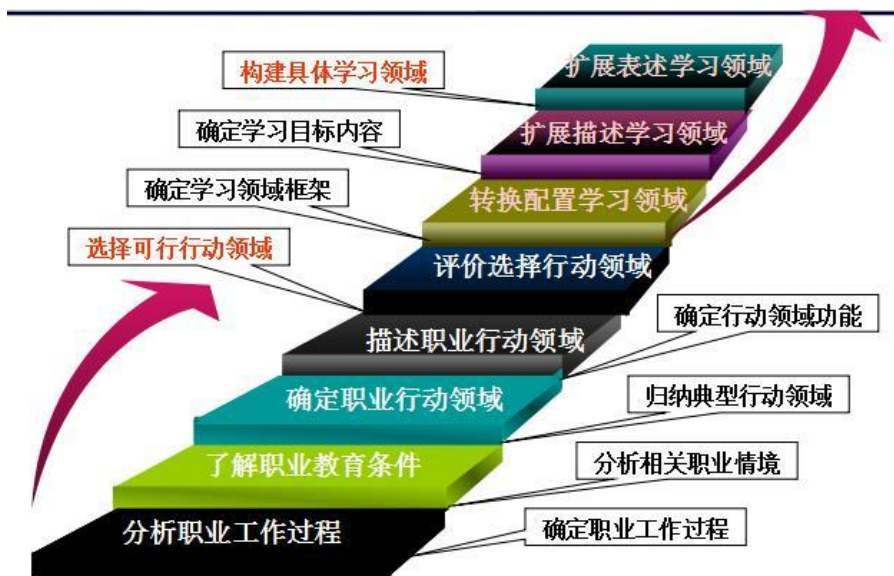 构建具体学习领域
扩展表述学习领域
确定学习目标内容
扩展描述学习领域
确定学习领域框架
转换配置学习领域
选择可行行动领域
评价选择行动领域
确定行动领域功能
描述职业行动领域
确定职业行动领域
归纳典型行动领域
了解职业教育条件
分析相关职业情境
分析职业工作过程
确定职业工作过程